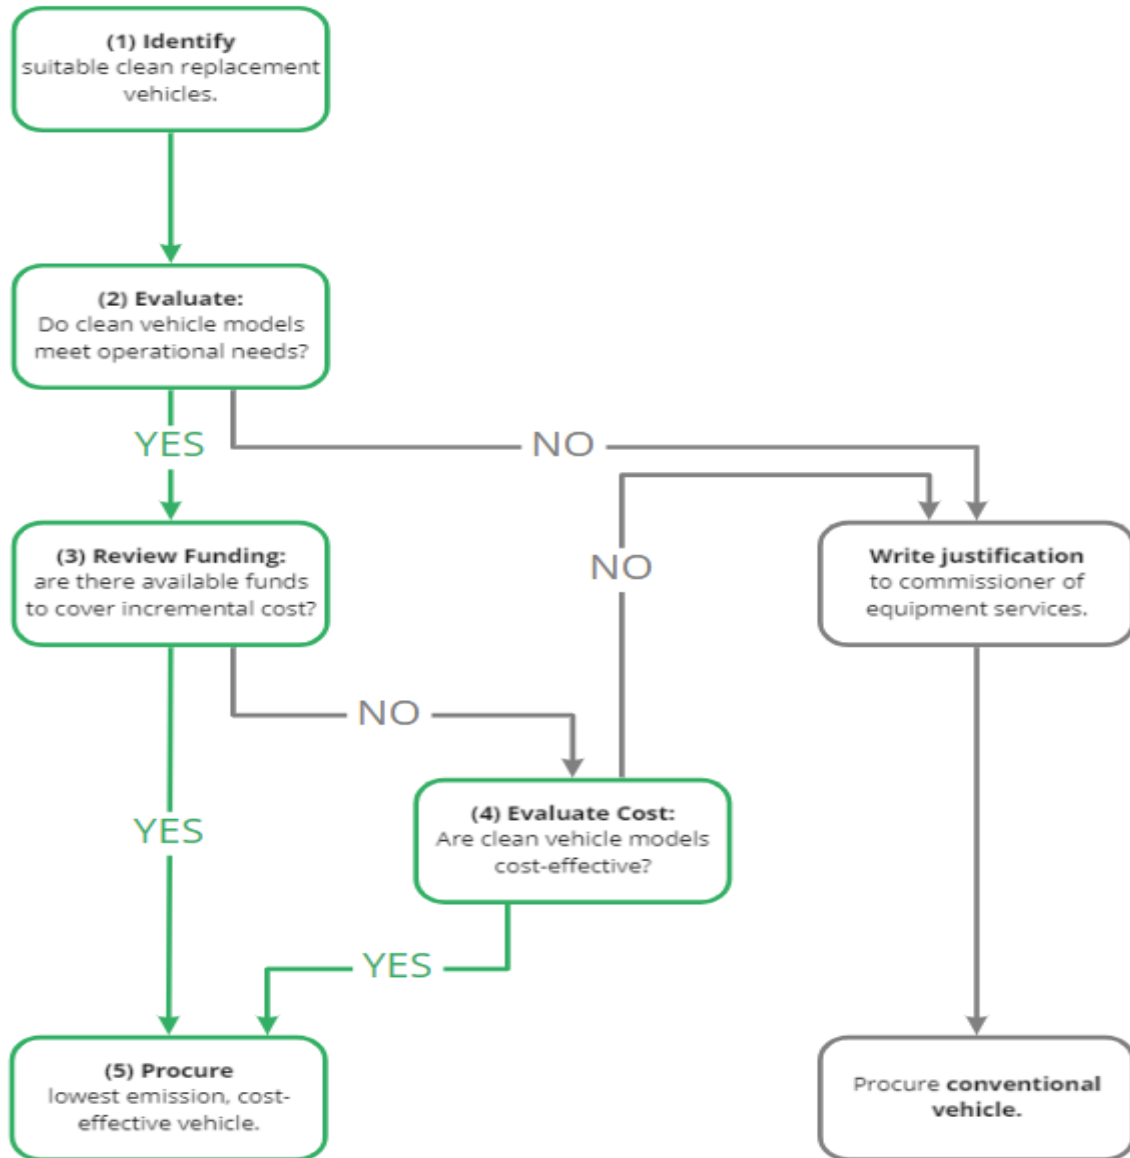 (1) Identify
suitable clean replacement
vehicles.
(2) Evaluate:
Do clean vehicle models
meet operational needs?
YES
NO
(3) Review Funding:
are there available funds
to cover incremental cost?
NO
Write justification
to commissioner of
equipment services.
NO
YES
(4) Evaluate Cost:
Are clean vehicle models
cost-effective?
YES
(5) Procure
lowest emission, cost-
effective vehicle.
Procure conventional
vehicle.